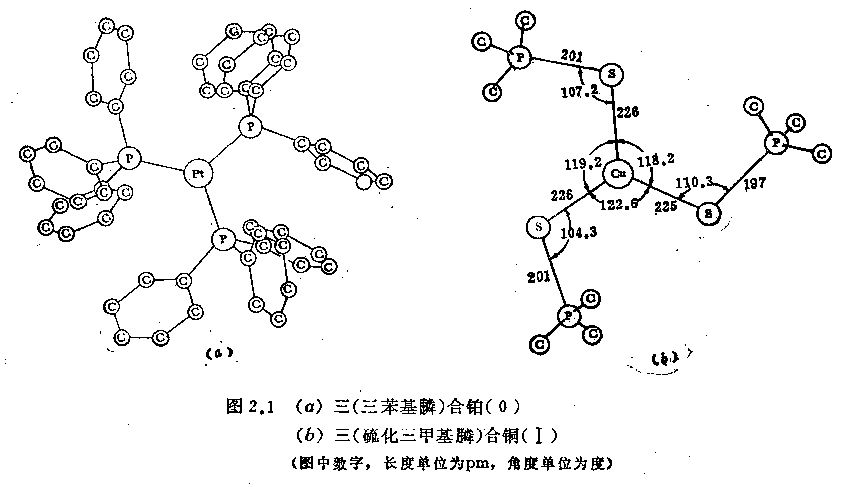 C C C C C C
C C C C C C
C C C C C C
P Pt P
C C C C C C
P
C C C C C C
(a)
C C C P 201 S
107.2
226
119.2 118.2
Cu
122.6
226 225
110.3
197
S
S
104.3
201
C C C P
C C C P
(b)
图2.1 (a) 三(三苯基膦)合铂(0)
(b) 三(硫化三甲基膦)合铜(Ⅰ)
(图中数字，长度单位为pm，角度单位为度)